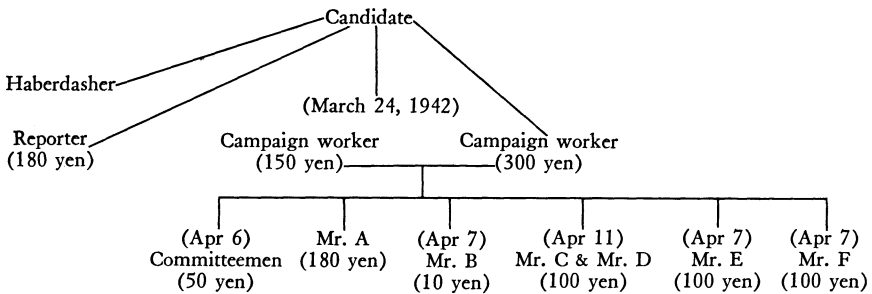 Candidate
Haberdasher
(March 24, 1942)
Reporter
(180 yen)
Campaign worker
(150 yen)
Campaign worker
(300 yen)
(Apr 6)
Committeemen
(50 yen)
Mr. A
(180 yen)
(Apr 7)
Mr. B
(10 yen)
(Apr 11)
Mr. C & Mr. D
(100 yen)
(Apr 7)
Mr. E
(100 yen)
(Apr 7)
Mr. F
(100 yen)